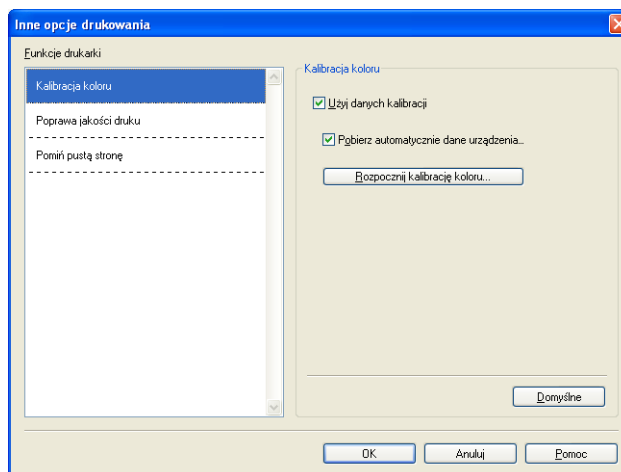 Inne opcje drukowania
Funkcje drukarki
Kalibracja koloru
Poprawa jakości druku
Pomiń pustą stronę
Kalibracja koloru
Użyj danych kalibracji
Pobierz automatycznie dane urządzenia...
Rozpocznij kalibrację koloru...
Domyślne
OK Anuluj Pomoc